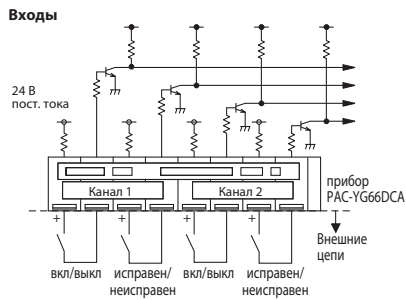 Входы
24 В
пост. тока
Канал 1
Канал 2
прибор
PAC-YG66DCA
+
+
+
+
Внешние
цепи
вкл/выкл
исправен/
неисправен
вкл/выкл
исправен/
неисправен